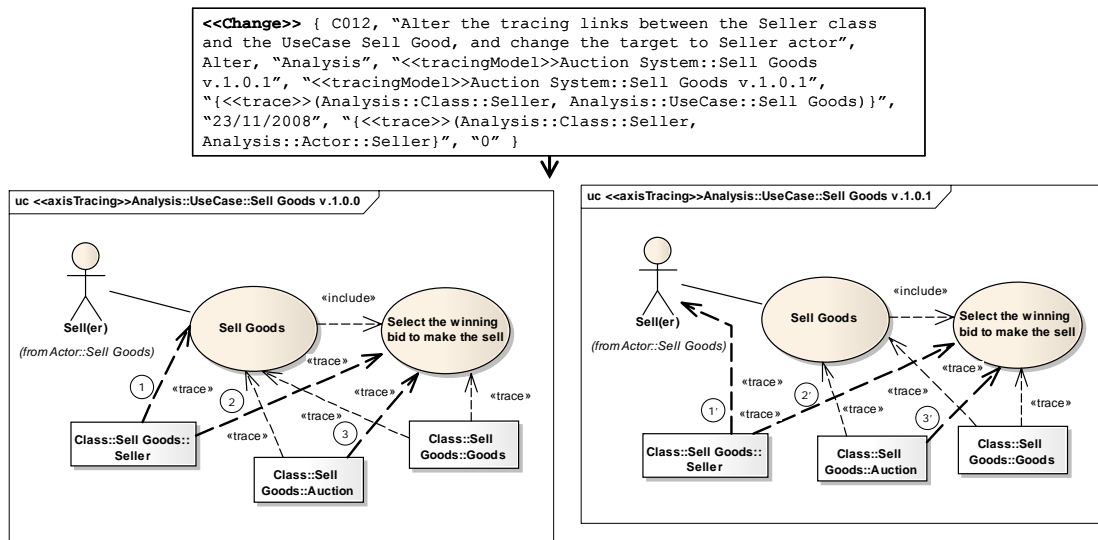 <<Change>> { C012, “Alter the tracing links between the Seller class
and the UseCase Sell Good, and change the target to Seller actor”,
Alter, “Analysis”, “<<tracingModel>>Auction System::Sell Goods
v.1.0.1”, “<<tracingModel>>Auction System::Sell Goods v.1.0.1”,
“{<<trace>>(Analysis::Class::Seller, Analysis::UseCase::Sell Goods)}”,
“23/11/2008”, “{<<trace>>(Analysis::Class::Seller,
Analysis::Actor::Seller}”, “0” }
uc <<axisTracing>>Analysis::UseCase::Sell Goods v.1.0.0
Sell(er)
(from Actor::Sell Goods)
Sell Goods
«include»
Select the winning
bid to make the sell
1
«trace»
2
«trace»
«trace»
«trace»
«trace»
3
«trace»
Class::Sell Goods::
Seller
Class::Sell
Goods::Auction
Class::Sell
Goods::Goods
uc <<axisTracing>>Analysis::UseCase::Sell Goods v.1.0.1
Sell(er)
(from Actor::Sell Goods)
Sell Goods
«include»
Select the winning
bid to make the sell
«trace»
«trace»
1’
«trace»
2’
«trace»
«trace»
3’
«trace»
Class::Sell Goods::
Seller
Class::Sell
Goods::Auction
Class::Sell
Goods::Goods